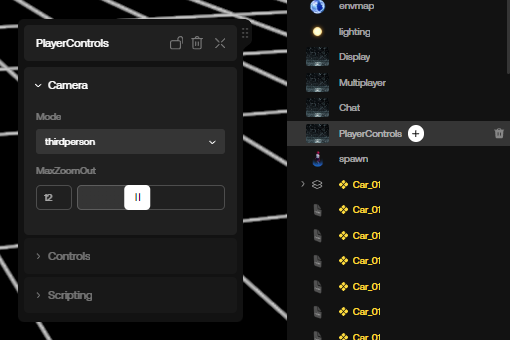 PlayerControls
Camera
Mode
thirdperson
MaxZoomOut
12
Controls
Scripting
envmap
lighting
Display
Multiplayer
Chat
PlayerControls
spawn
Car_01
Car_01
Car_01
Car_01
Car_01
Car_01
Car_01